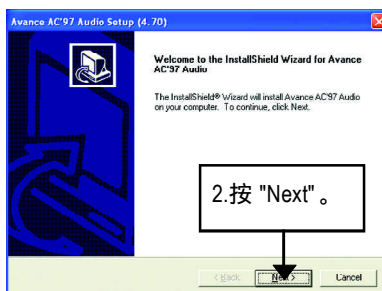 Avance AC'97 Audio Setup (4.70)
Welcome to the InstallShield Wizard for Avance
AC'97 Audio
The InstallShield® Wizard will install Avance AC'97 Audio
on your computer. To continue, click Next.
2.按 "Next" 。
< Back
Next >
Cancel